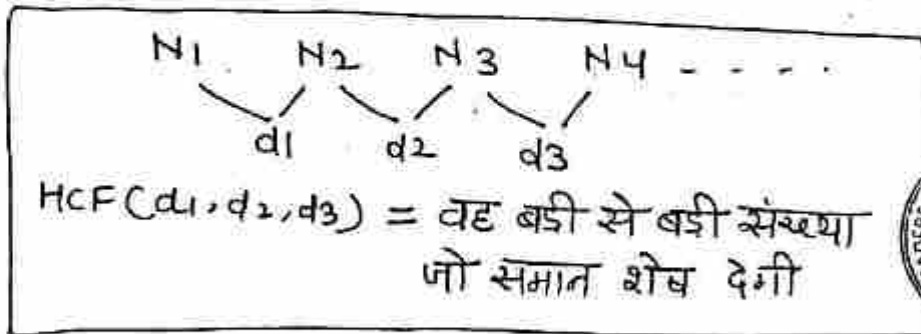 N1 N2 N3 N4 - - - -
d1 d2 d3
HCF(d1, d2, d3) = वह बडी से बडी संख्या
जो समान शेष देगी